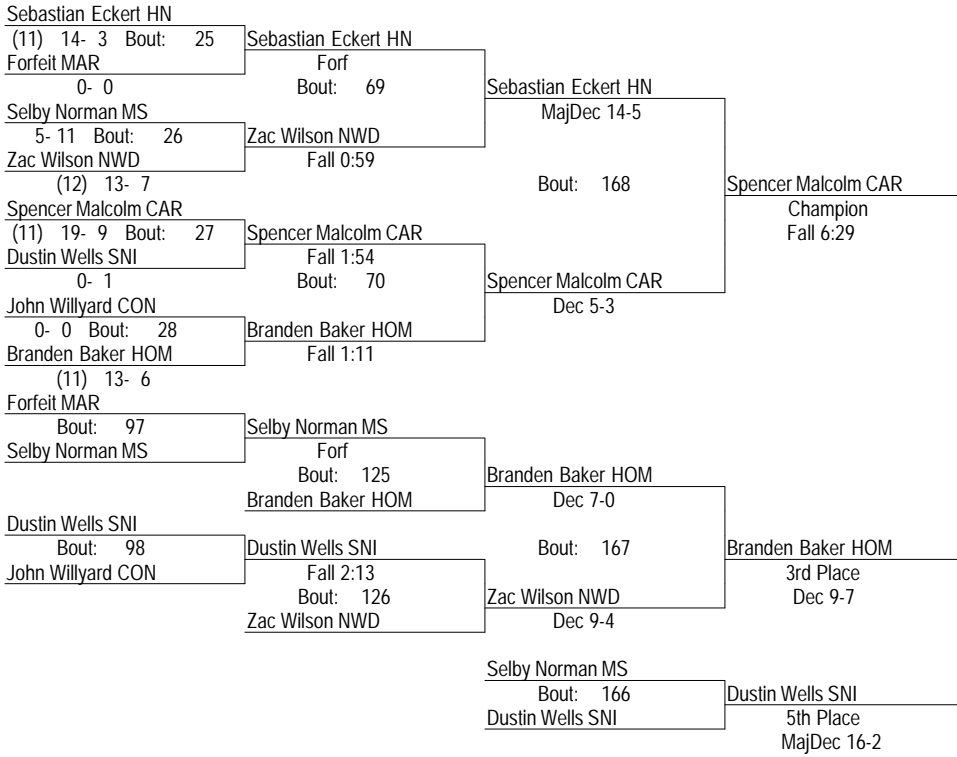 Sebastian Eckert HN
(11) 14- 3 Bout: 25 Sebastian Eckert HN
Forfeit MAR Forf
0- 0 Bout: 69 Sebastian Eckert HN
Selby Norman MS MajDec 14-5
5- 11 Bout: 26 Zac Wilson NWD
Zac Wilson NWD Fall 0:59
(12) 13- 7 Bout: 168 Spencer Malcolm CAR
Spencer Malcolm CAR Champion
(11) 19- 9 Bout: 27 Spencer Malcolm CAR Fall 6:29
Dustin Wells SNI Fall 1:54
0- 1 Bout: 70 Spencer Malcolm CAR
John Willyard CON Dec 5-3
0- 0 Bout: 28 Branden Baker HOM
Branden Baker HOM Fall 1:11
(11) 13- 6
Forfeit MAR
Bout: 97 Selby Norman MS
Selby Norman MS Forf
Bout: 125 Branden Baker HOM
Branden Baker HOM Dec 7-0
Dustin Wells SNI
Bout: 98 Dustin Wells SNI Bout: 167 Branden Baker HOM
John Willyard CON Fall 2:13 3rd Place
Bout: 126 Zac Wilson NWD Dec 9-7
Zac Wilson NWD Dec 9-4
Selby Norman MS
Bout: 166 Dustin Wells SNI
Dustin Wells SNI 5th Place
MajDec 16-2